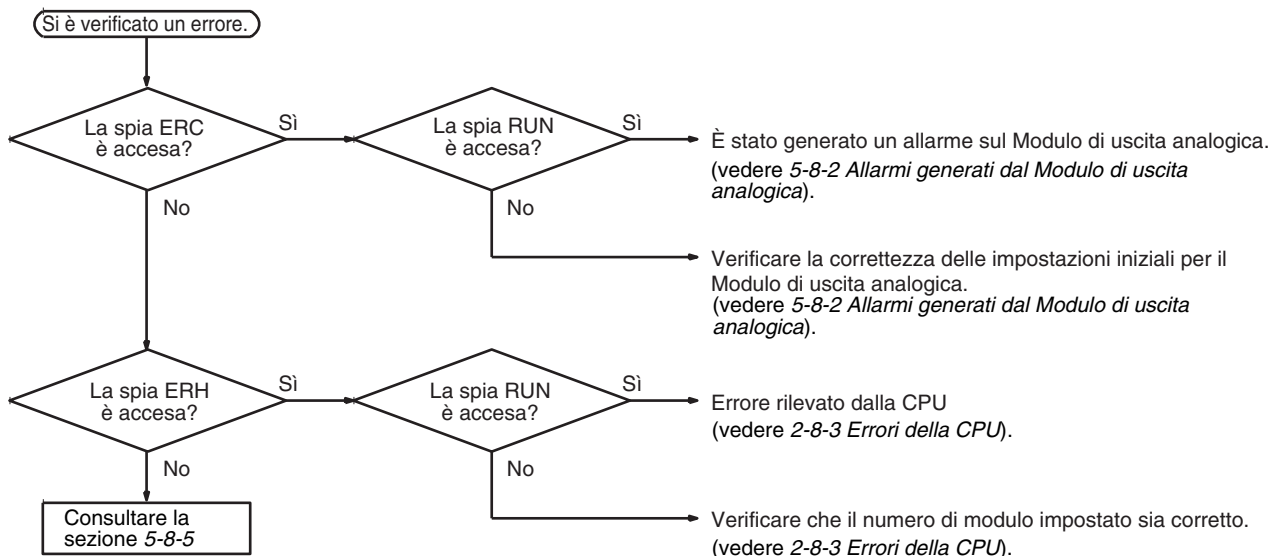 Si è verificato un errore.
La spia ERC
è accesa?
Sì
La spia RUN
è accesa?
Sì
È stato generato un allarme sul Modulo di uscita analogica.
(vedere 5-8-2 Allarmi generati dal Modulo di uscita
analogica).
No
No
Verificare la correttezza delle impostazioni iniziali per il
Modulo di uscita analogica.
(vedere 5-8-2 Allarmi generati dal Modulo di uscita
analogica).
La spia ERH
è accesa?
Sì
La spia RUN
è accesa?
Sì
Errore rilevato dalla CPU
(vedere 2-8-3 Errori della CPU).
No
No
Consultare la
sezione 5-8-5
Verificare che il numero di modulo impostato sia corretto.
(vedere 2-8-3 Errori della CPU).